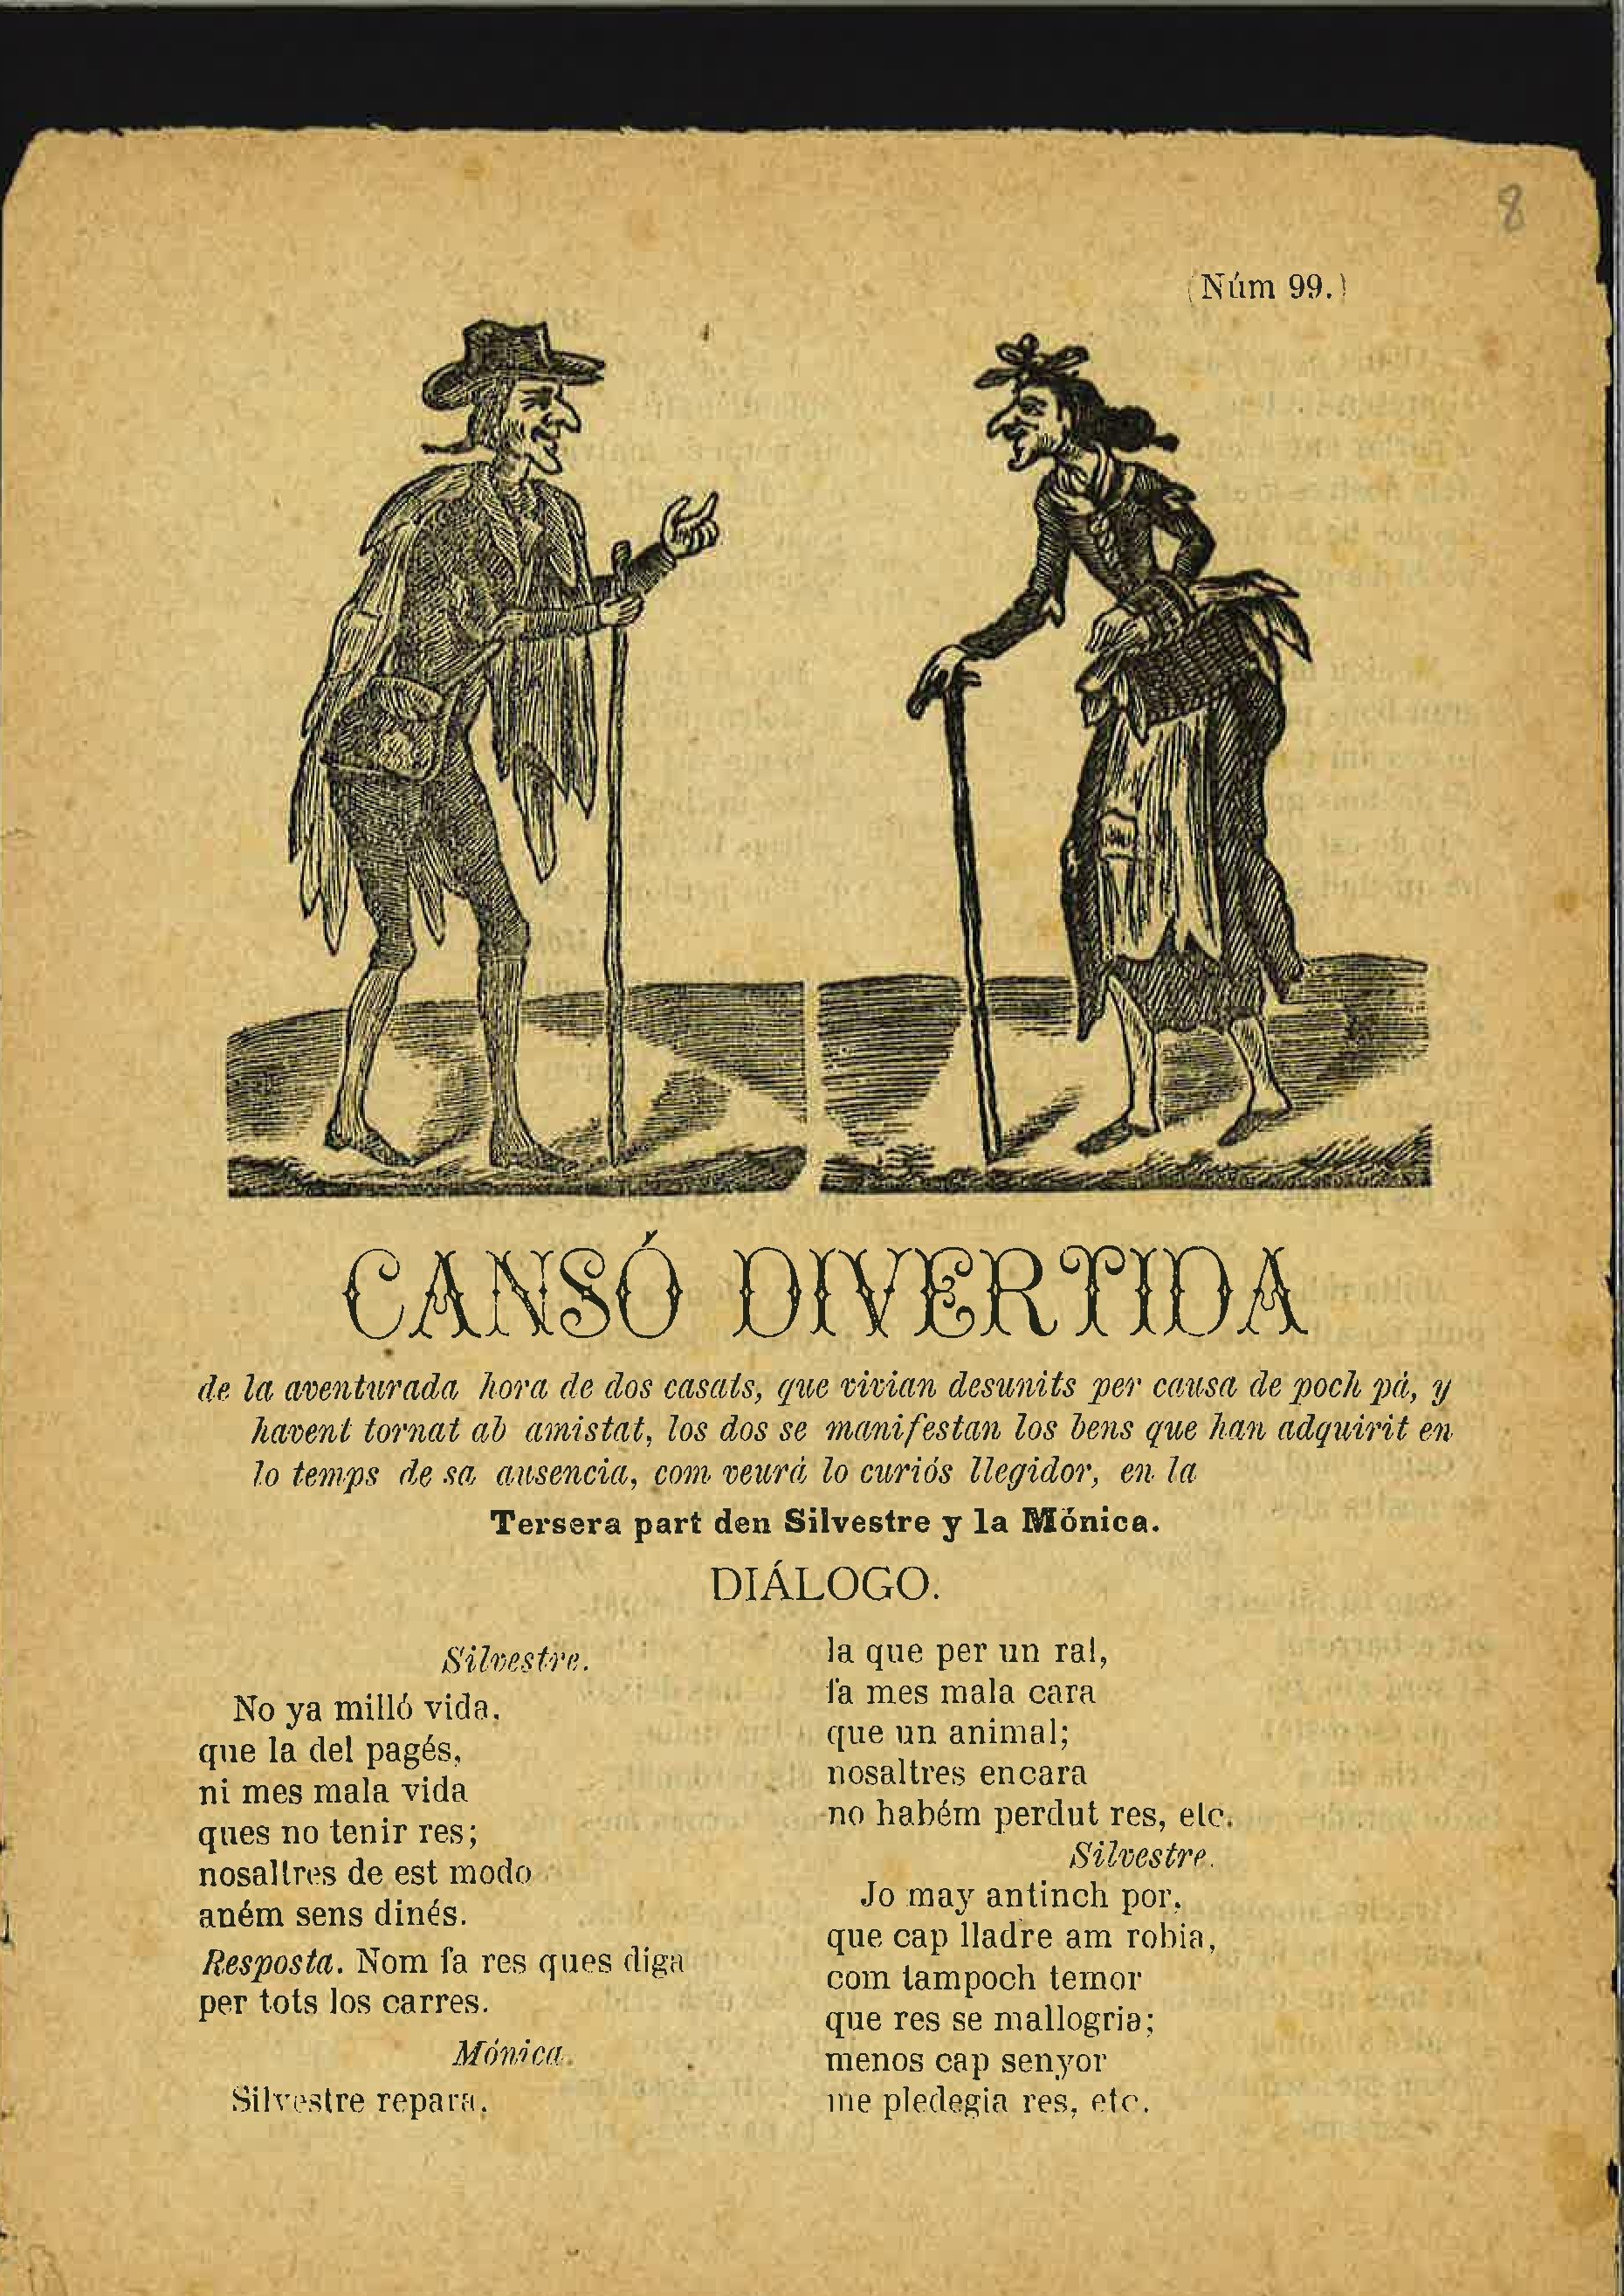 8
(Núm 99.)
CANSÓ DIVERTIDA
de la aventurada hora de dos casats, que vivian desunits per causa de poch pá, y
havent tornat ab amistat, los dos se manifestan los bens que han adquirit en
lo temps de sa ausencia, com veurá lo curiós llegidor, en la
Tersera part den Silvestre y la Mónica.
DIÁLOGO.
Silvestre.
No ya milló vida,
que la del pagés,
ni mes mala vida
ques no tenir res;
nosaltres de est modo
aném sens dinés.
Resposta. Nom fa res ques diga
per tots los carres.
Mónica.
Silvestre repara,
la que per un ral,
fa mes mala cara
que un animal;
nosaltres encara
no habém perdut res, etc.
Silvestre.
Jo may antinch por,
que cap lladre am robia,
com tampoch temor
que res se mallogria;
menos cap senyor
me pledegia res, etc.